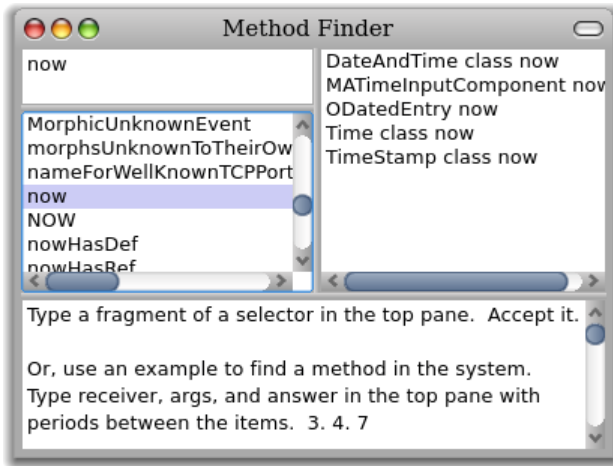 Method Finder
now
MorphicUnknownEvent
morphsUnknownToTheirOw
nameForWellKnownTCPPort
now
NOW
nowHasDef
nowHasRef
DateAndTime class now
MATimeInputComponent now
ODatedEntry now
Time class now
TimeStamp class now
Type a fragment of a selector in the top pane.  Accept it.
Or, use an example to find a method in the system.
Type receiver, args, and answer in the top pane with
periods between the items.  3. 4. 7